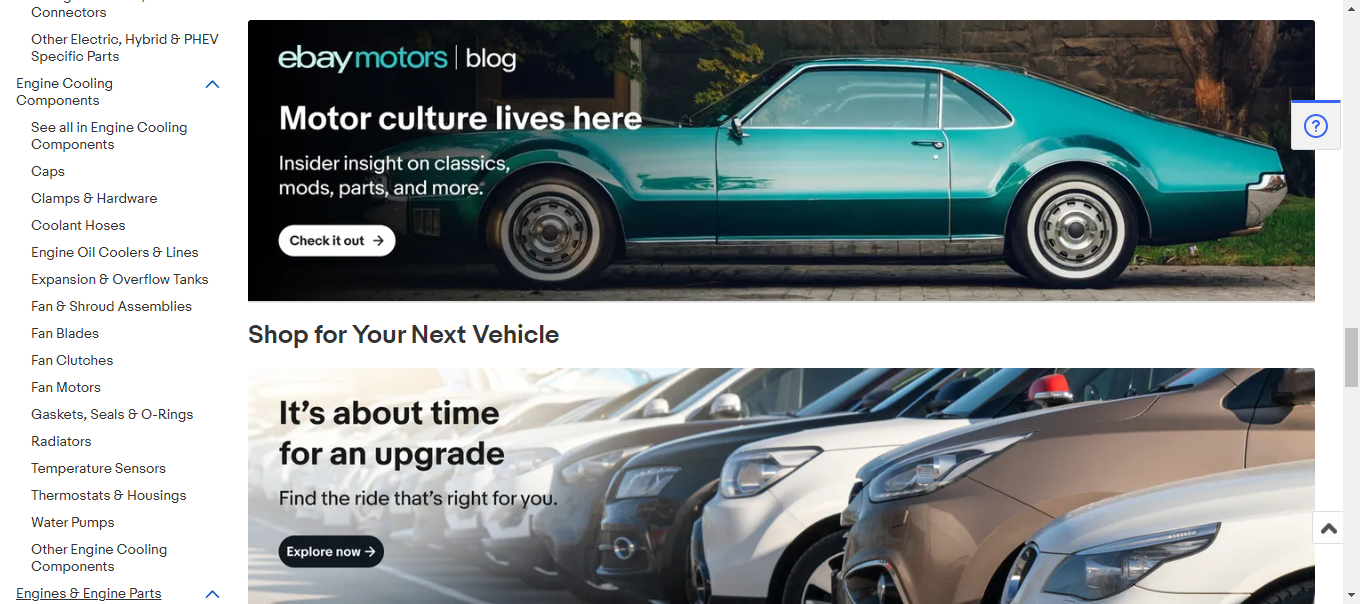 Connectors
Other Electric, Hybrid & PHEV
Specific Parts
Engine Cooling
Components
See all in Engine Cooling
Components
Caps
Clamps & Hardware
Coolant Hoses
Engine Oil Coolers & Lines
Expansion & Overflow Tanks
Fan & Shroud Assemblies
Fan Blades
Fan Clutches
Fan Motors
Gaskets, Seals & O-Rings
Radiators
Temperature Sensors
Thermostats & Housings
Water Pumps
Other Engine Cooling
Components
Engines & Engine Parts
ebay motors | blog
Motor culture lives here
Insider insight on classics,
mods, parts, and more.
Check it out →
?
Shop for Your Next Vehicle
It's about time
for an upgrade
Find the ride that's right for you.
Explore now →